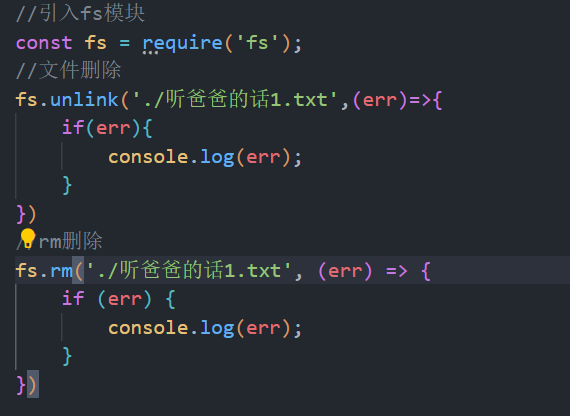 //引入fs模块
const fs = require('fs');
//文件删除
fs.unlink('./听爸爸的话1.txt',(err)=>{
    if(err){
        console.log(err);
    }
})
//rm删除
fs.rm('./听爸爸的话1.txt', (err) => {
    if (err) {
        console.log(err);
    }
})